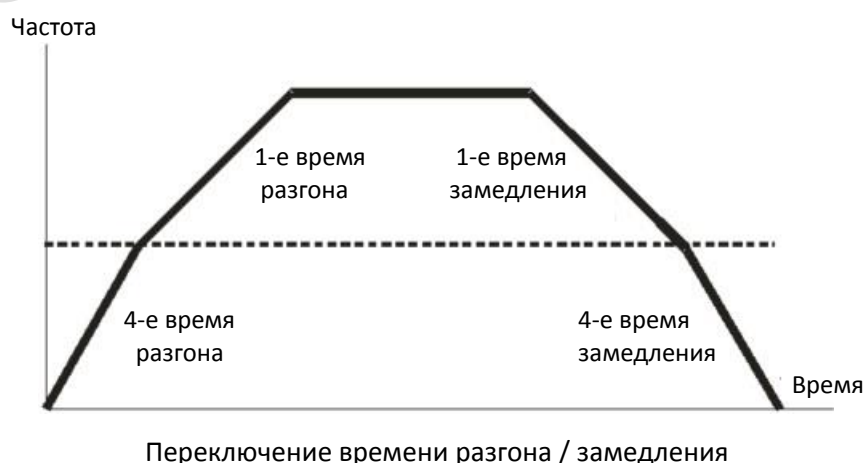 Частота
1-е время
разгона
1-е время
замедления
4-е время
разгона
4-е время
замедления
Время
Переключение времени разгона / замедления